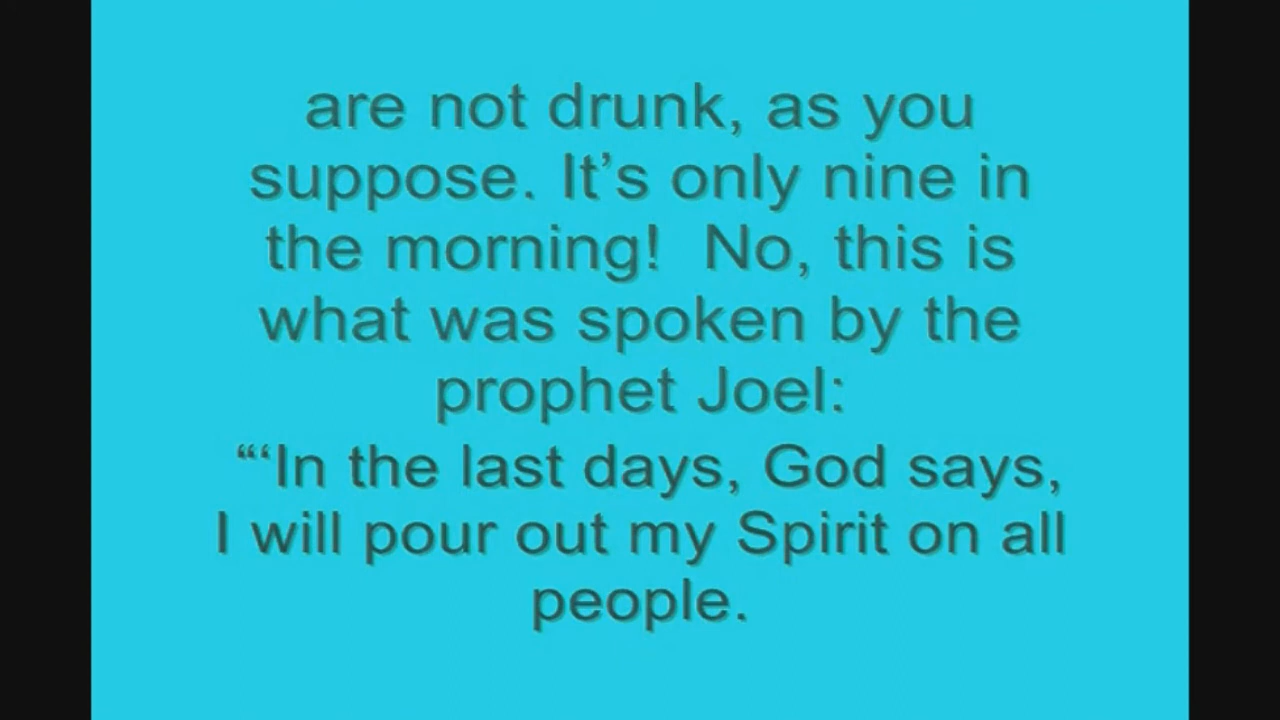 are not drunk, as you
suppose. It’s only nine in
the morning!  No, this is
what was spoken by the
prophet Joel:
“‘In the last days, God says,
I will pour out my Spirit on all
people.